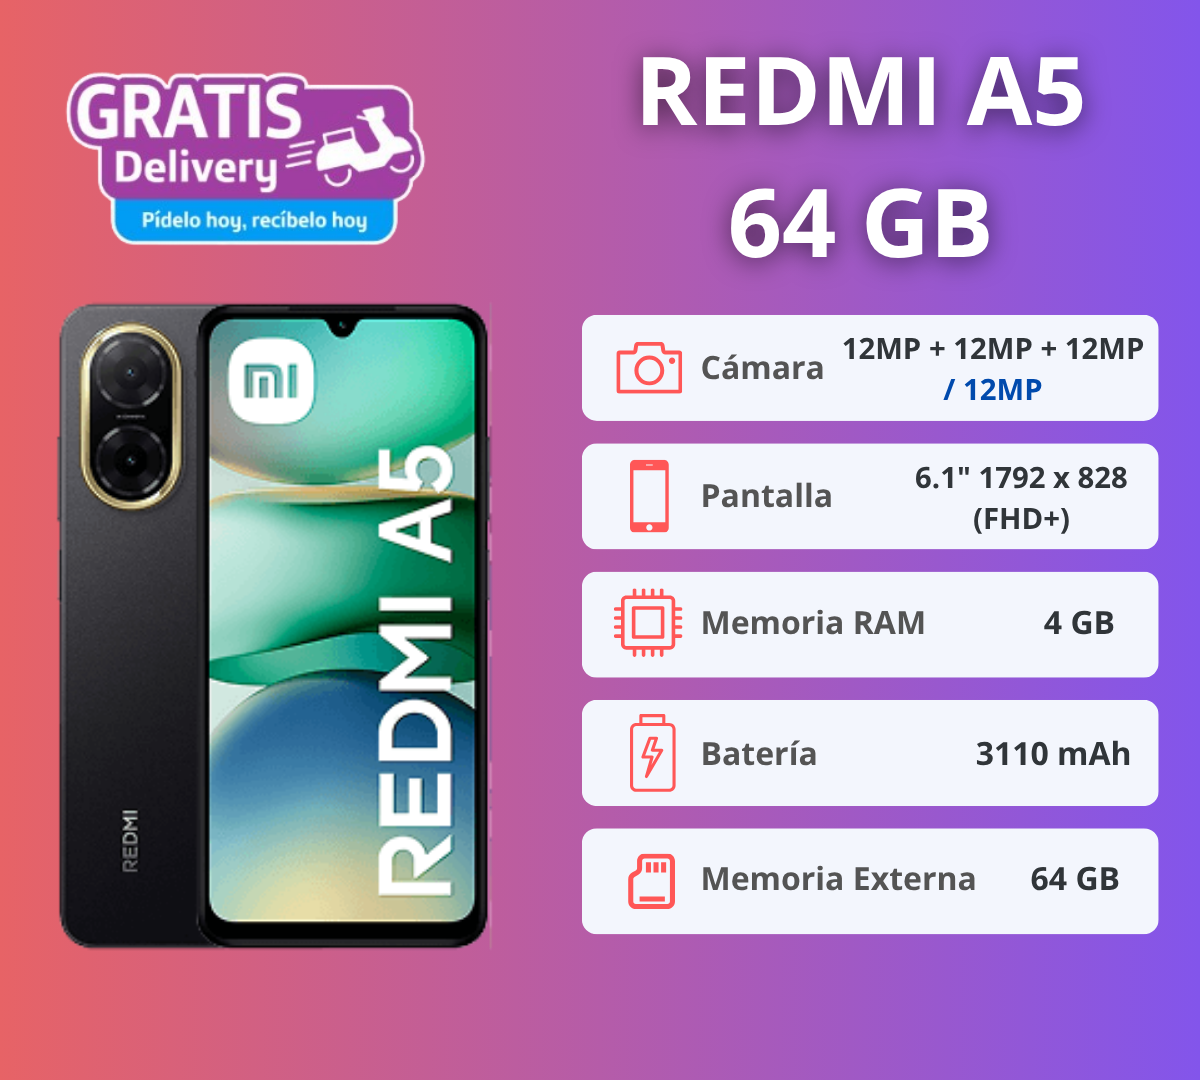 GRATIS
Delivery
Pídelo hoy, recíbelo hoy
REDMI A5
64 GB
mi
REDMI A5
REDMI
Cámara 12MP + 12MP + 12MP
/ 12MP
Pantalla 6.1" 1792 x 828
(FHD+)
Memoria RAM 4 GB
Batería 3110 mAh
Memoria Externa 64 GB